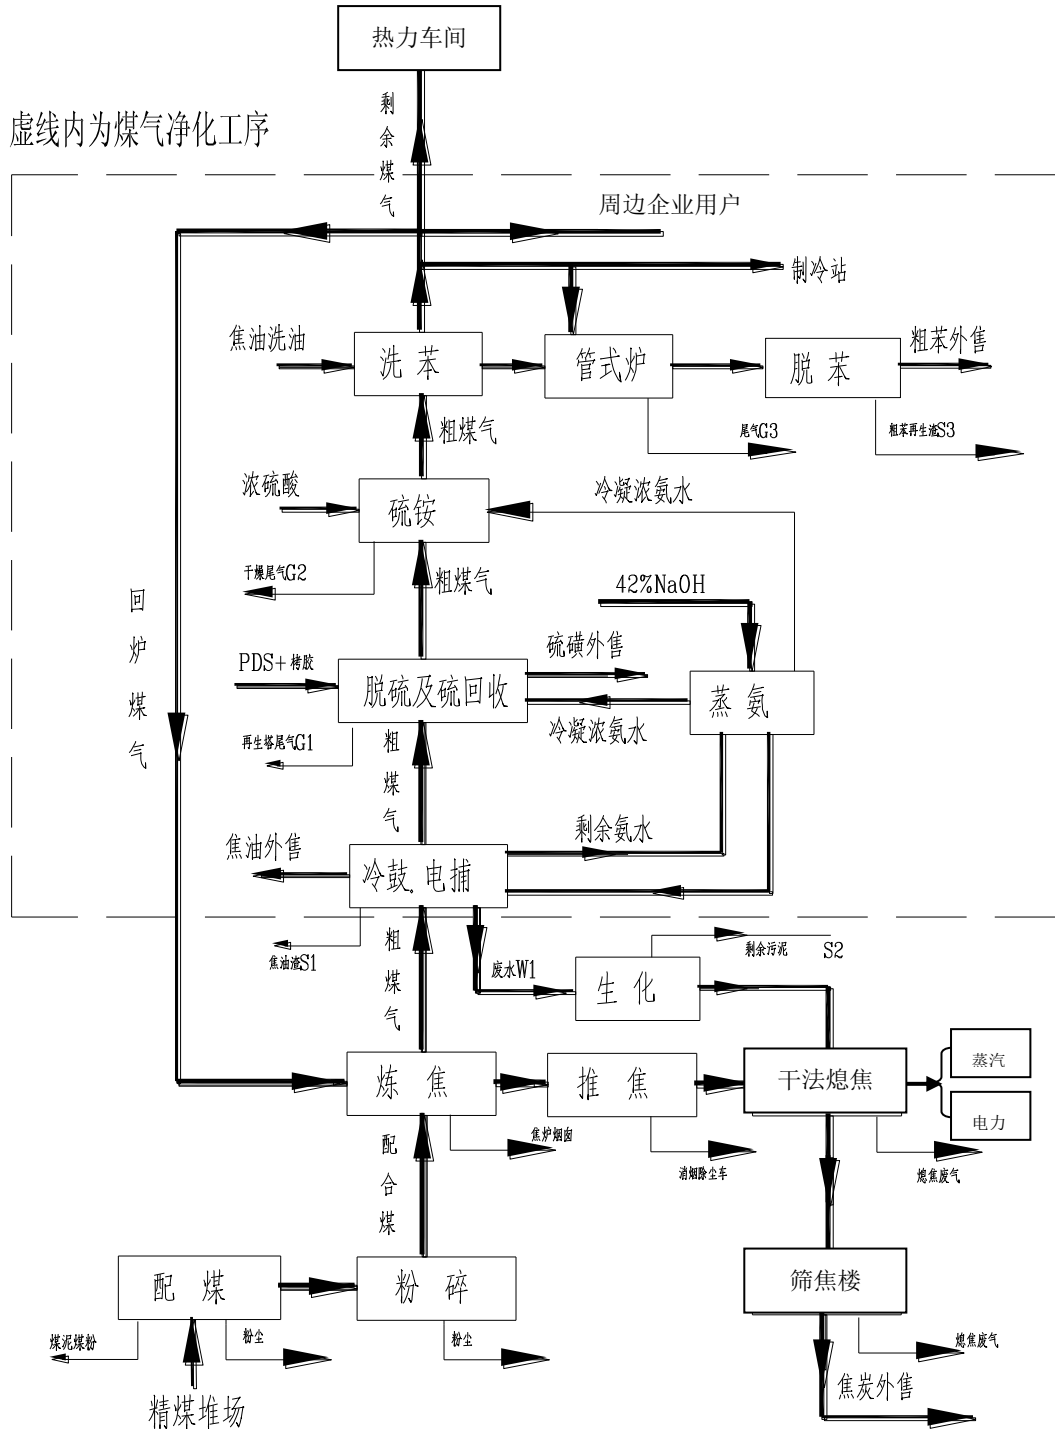 热力车间
剩余煤气
虚线内为煤气净化工序
周边企业用户
制冷站
焦油洗油
洗苯
管式炉
脱苯
粗苯外售
粗煤气
尾气G3
粗苯再生渣S3
浓硫酸
硫铵
冷凝浓氨水
干燥尾气G2
粗煤气
42%NaOH
回炉煤气
PDS+栲胶
脱硫及硫回收
硫磺外售
蒸氨
冷凝浓氨水
再生塔尾气G1
粗煤气
焦油外售
冷鼓.电捕
剩余氨水
焦油渣S1
粗煤气
废水W1
生化
剩余污泥 S2
炼焦
推焦
干法熄焦
蒸汽
电力
焦炉烟囱
消烟除尘车
熄焦废气
配合煤
配煤
粉碎
筛焦楼
煤泥煤粉
粉尘
粉尘
熄焦废气
精煤堆场
焦炭外售